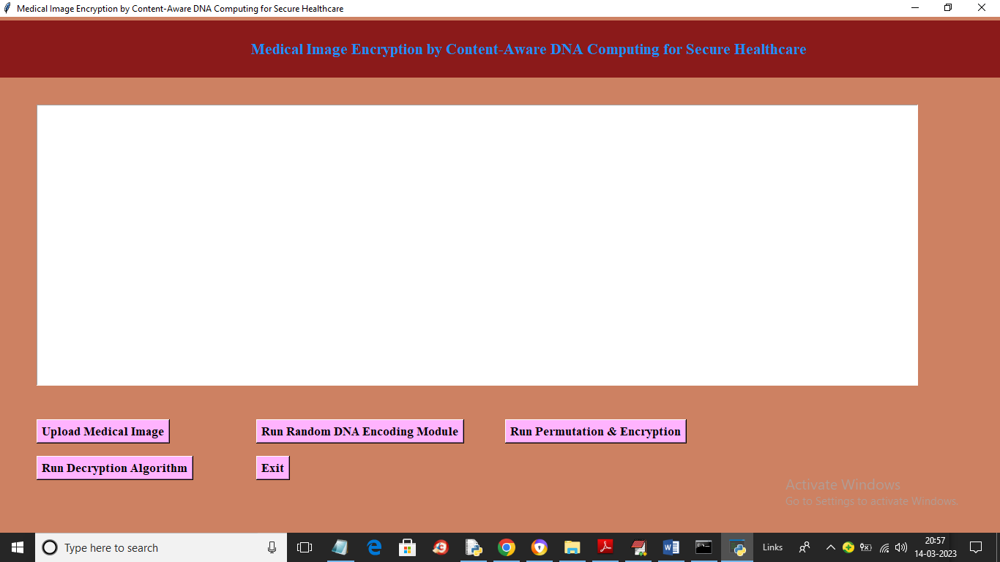 Medical Image Encryption by Content-Aware DNA Computing for Secure Healthcare
Medical Image Encryption by Content-Aware DNA Computing for Secure Healthcare
Upload Medical Image
Run Random DNA Encoding Module
Run Permutation & Encryption
Run Decryption Algorithm
Exit
Activate Windows
Go to Settings to activate Windows.
Type here to search
Links
20:57
14-03-2023